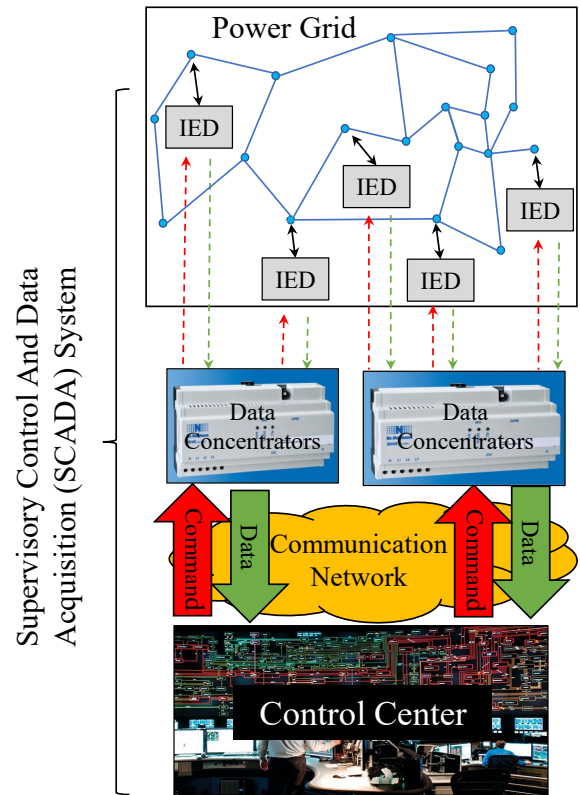 Power Grid
IED
IED
IED
IED
IED
Supervisory Control And Data
Acquisition (SCADA) System
Data
Concentrators
Data
Concentrators
Command
Data
Communication
Network
Command
Data
Control Center